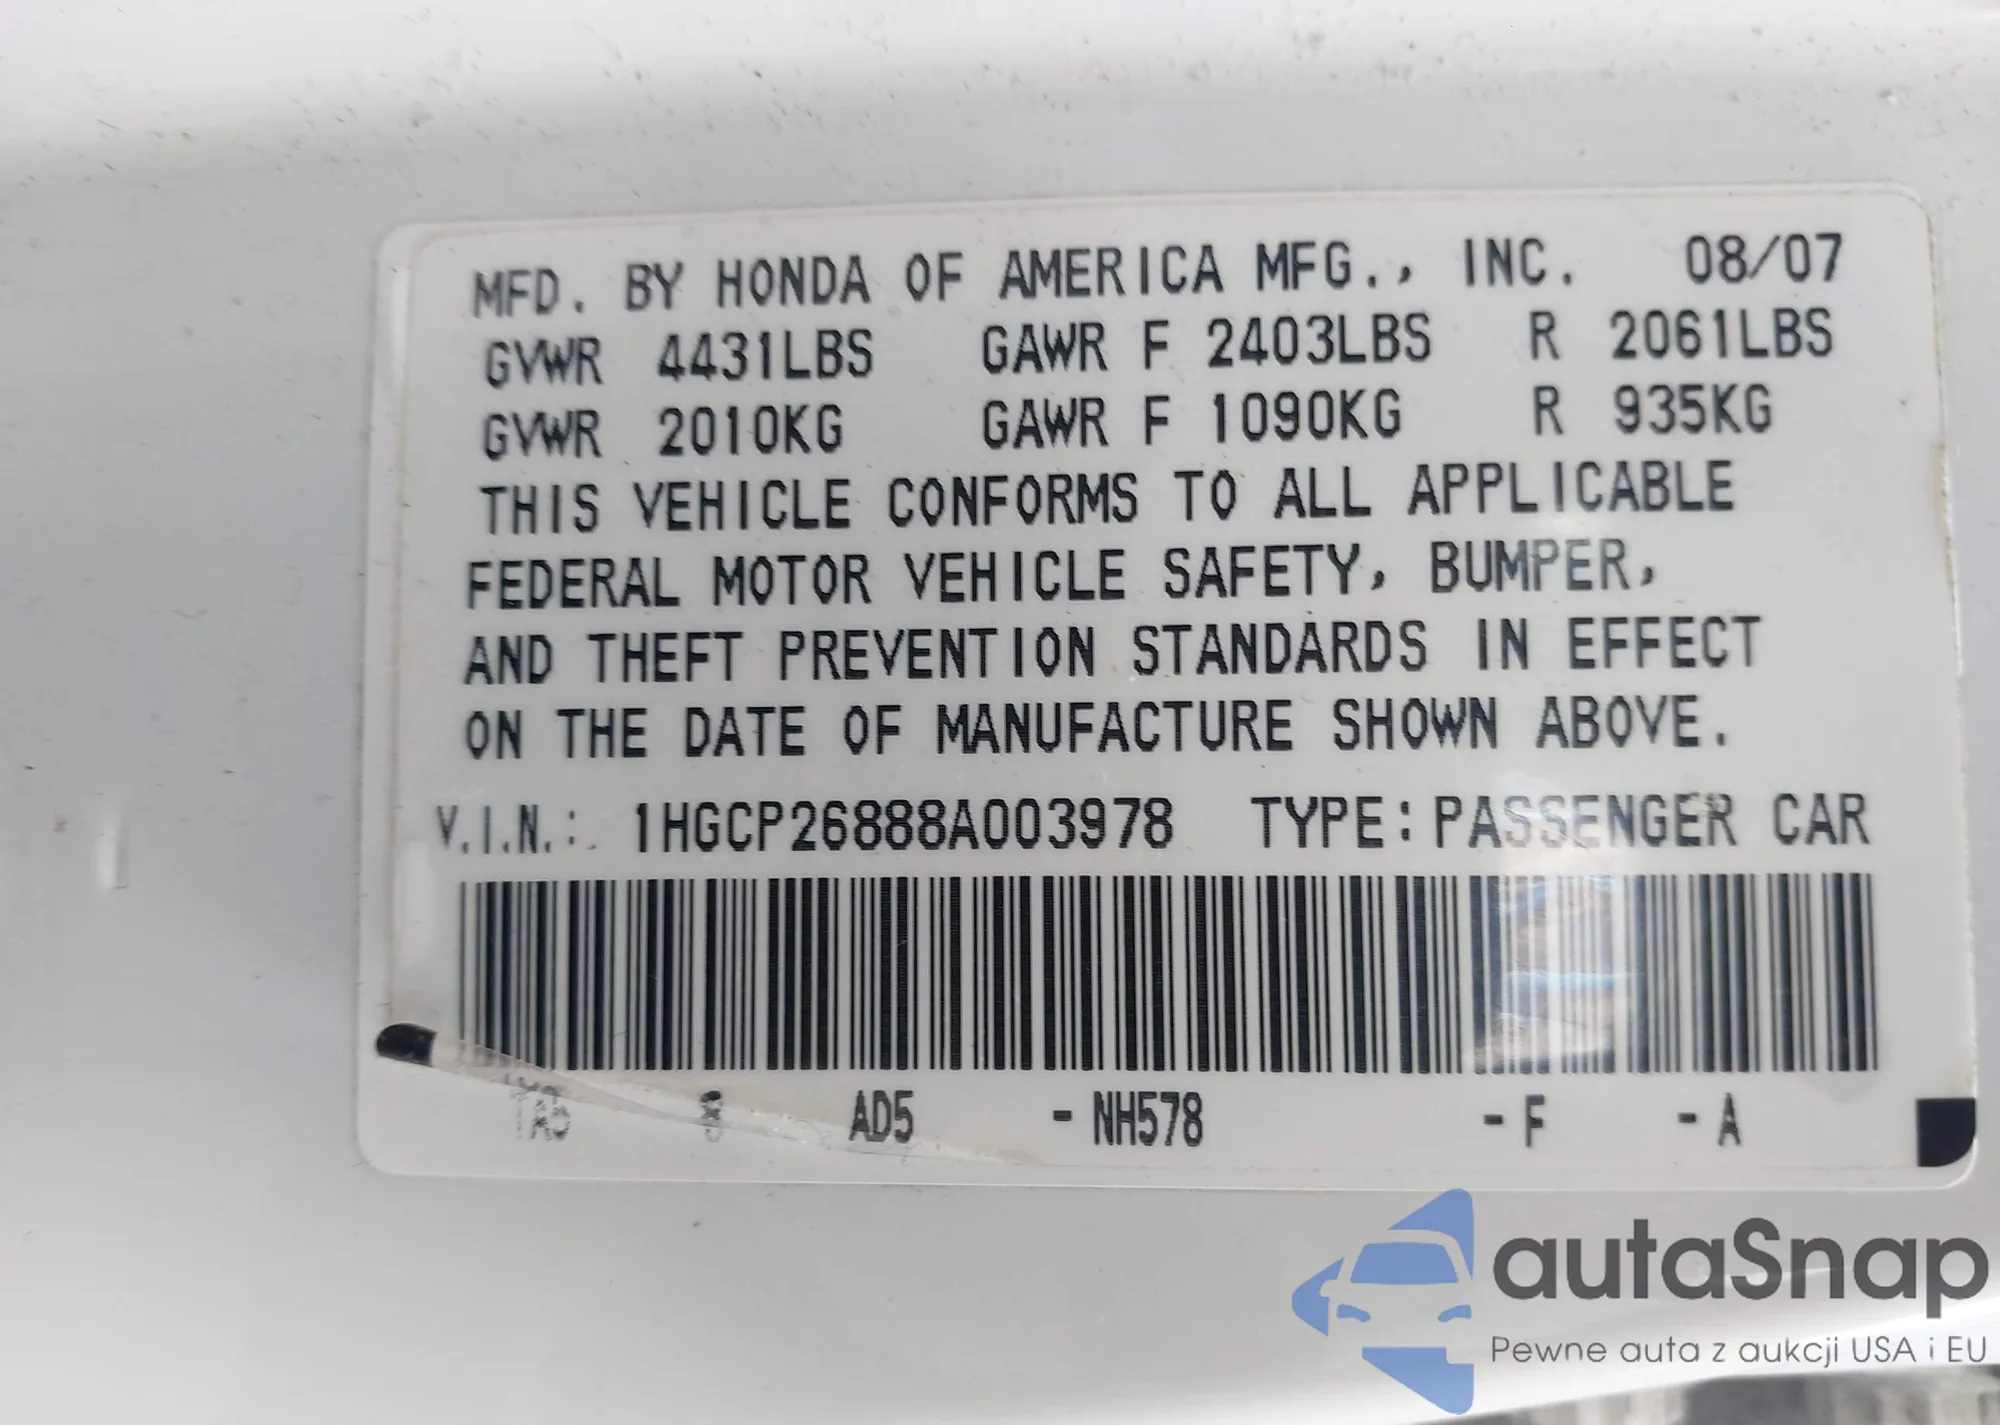 MFD. BY HONDA OF AMERICA MFG., INC. 08/07
GVWR 4431LBS GAWR F 2403LBS R 2061LBS
GVWR 2010KG GAWR F 1090KG R 935KG
THIS VEHICLE CONFORMS TO ALL APPLICABLE
FEDERAL MOTOR VEHICLE SAFETY, BUMPER,
AND THEFT PREVENTION STANDARDS IN EFFECT
ON THE DATE OF MANUFACTURE SHOWN ABOVE.
V.I.N.: 1HGCP26888A003978 TYPE: PASSENGER CAR
AD5 - NH578 - F - A
autaSnap
Pewne auta z aukcji USA i EU